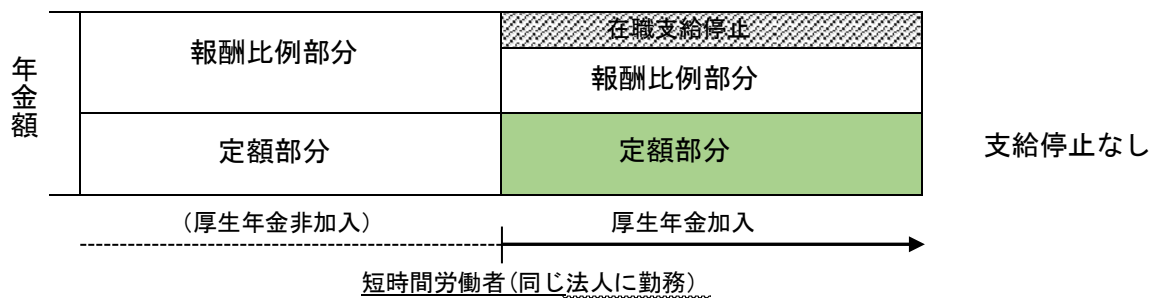 年金額
報酬比例部分
定額部分
在職支給停止
報酬比例部分
定額部分
支給停止なし
（厚生年金非加入）
厚生年金加入
短時間労働者(同じ法人に勤務)